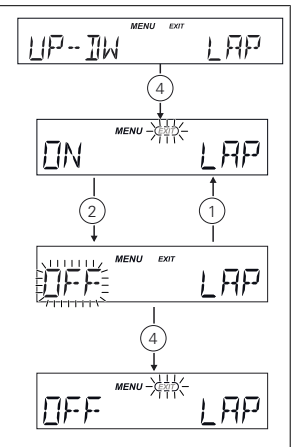 MENU EXIT
UP--DW LAP
4
MENU EXIT
ON LAP
2 1
MENU EXIT
OFF LAP
4
MENU EXIT
OFF LAP